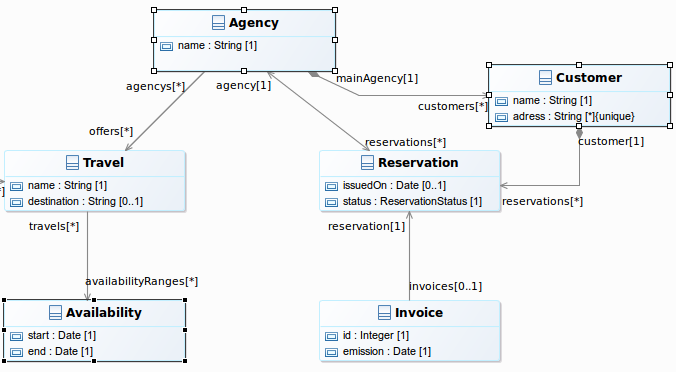 Agency
name : String [1]
agencys[*]
agency[1]
mainAgency[1]
customers[*]
Customer
name : String [1]
adress : String [*]{unique}
offers[*]
reservations[*]
customer[1]
*]
Travel
name : String [1]
destination : String [0..1]
Reservation
issuedOn : Date [0..1]
status : ReservationStatus [1]
reservations[*]
travels[*]
reservation[1]
availabilityRanges[*]
invoices[0..1]
Availability
start : Date [1]
end : Date [1]
Invoice
id : Integer [1]
emission : Date [1]